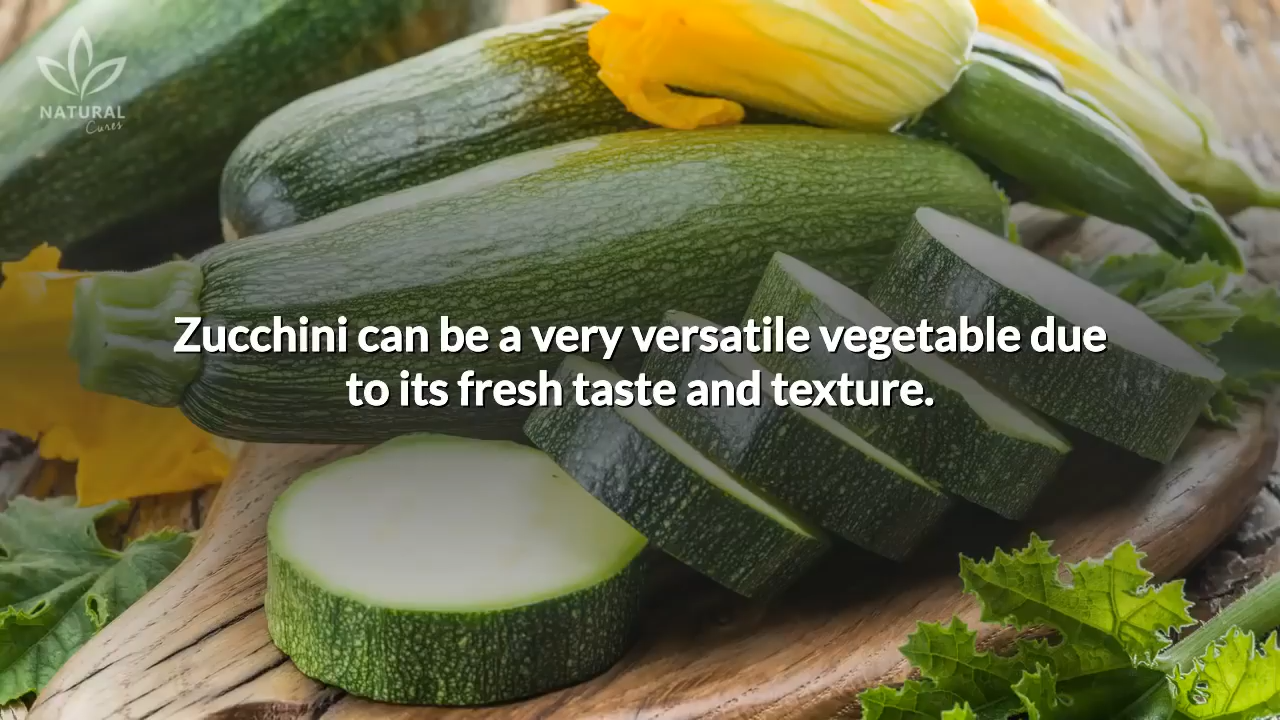 NATURAL
Cures
Zucchini can be a very versatile vegetable due
to its fresh taste and texture.